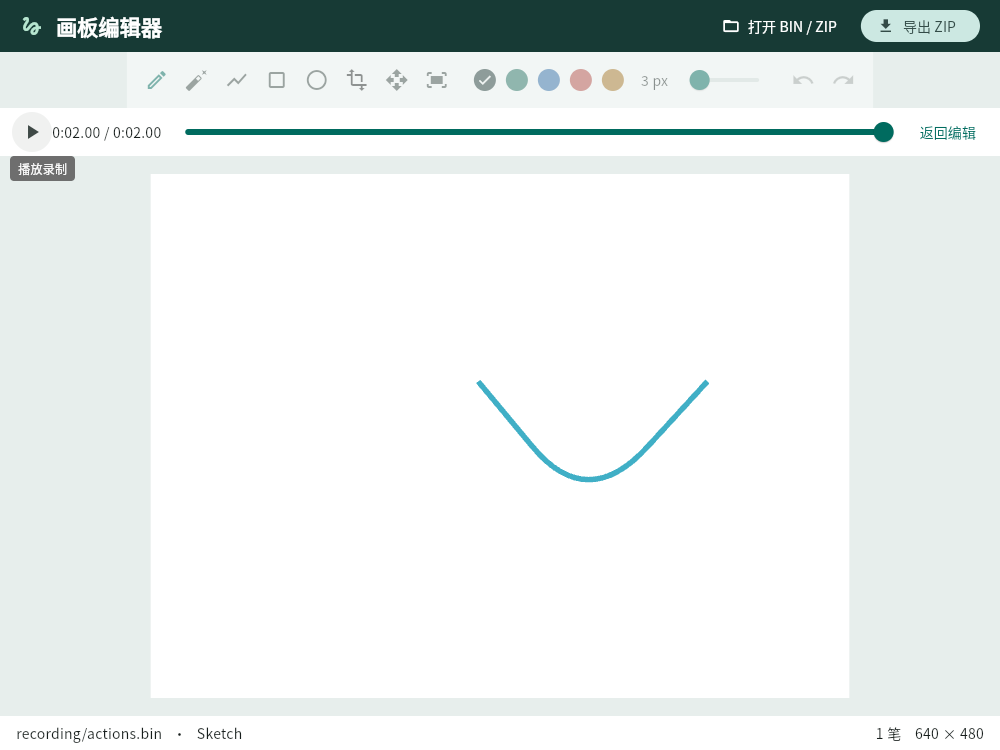 画板编辑器
打开 BIN / ZIP
导出 ZIP
3 px
0:02.00 / 0:02.00
返回编辑
播放录制
recording/actions.bin • Sketch
1 笔 640 × 480